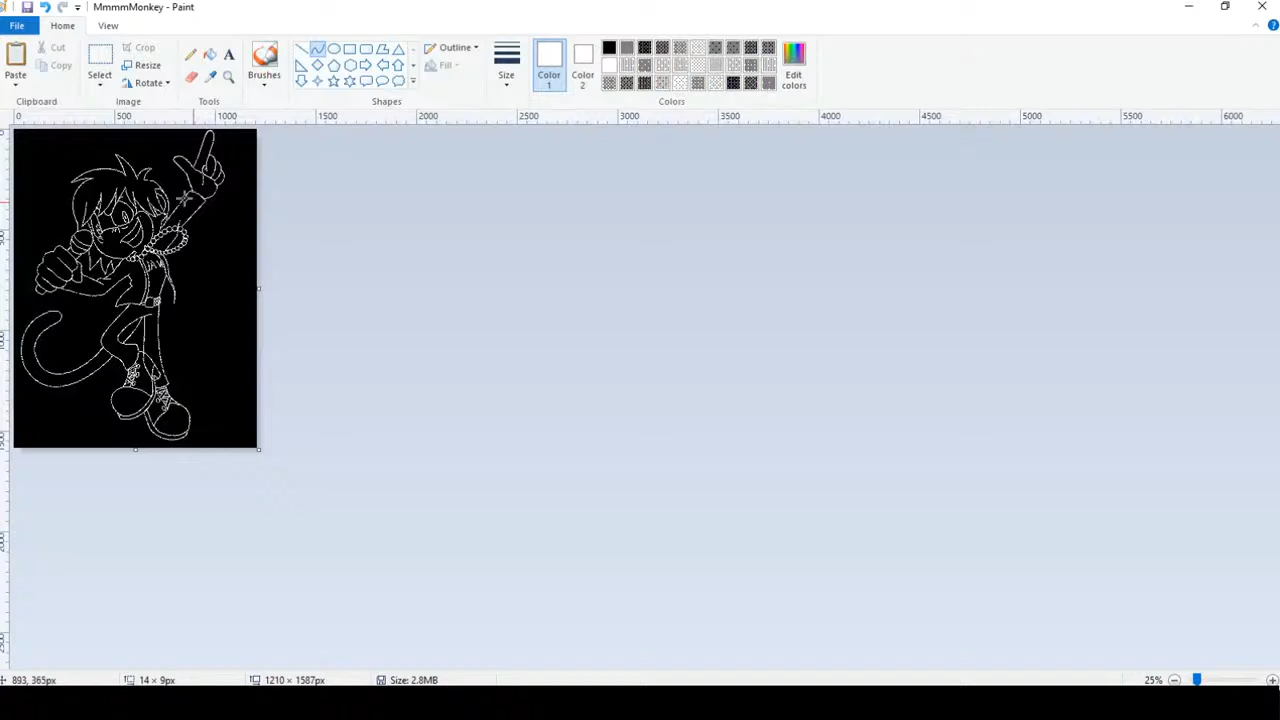 MmmmMonkey - Paint
File Home View
Paste
Cut
Copy
Clipboard
Select
Crop
Resize
Rotate
Image
A
Tools
Brushes
Shapes
Outline
Fill
Size
Color 1
Color 2
Edit colors
Colors
0 500 1000 1500 2000 2500 3000 3500 4000 4500 5000 5500 6000
893, 365px 14 × 9px 1210 × 1587px Size: 2.8MB 25%